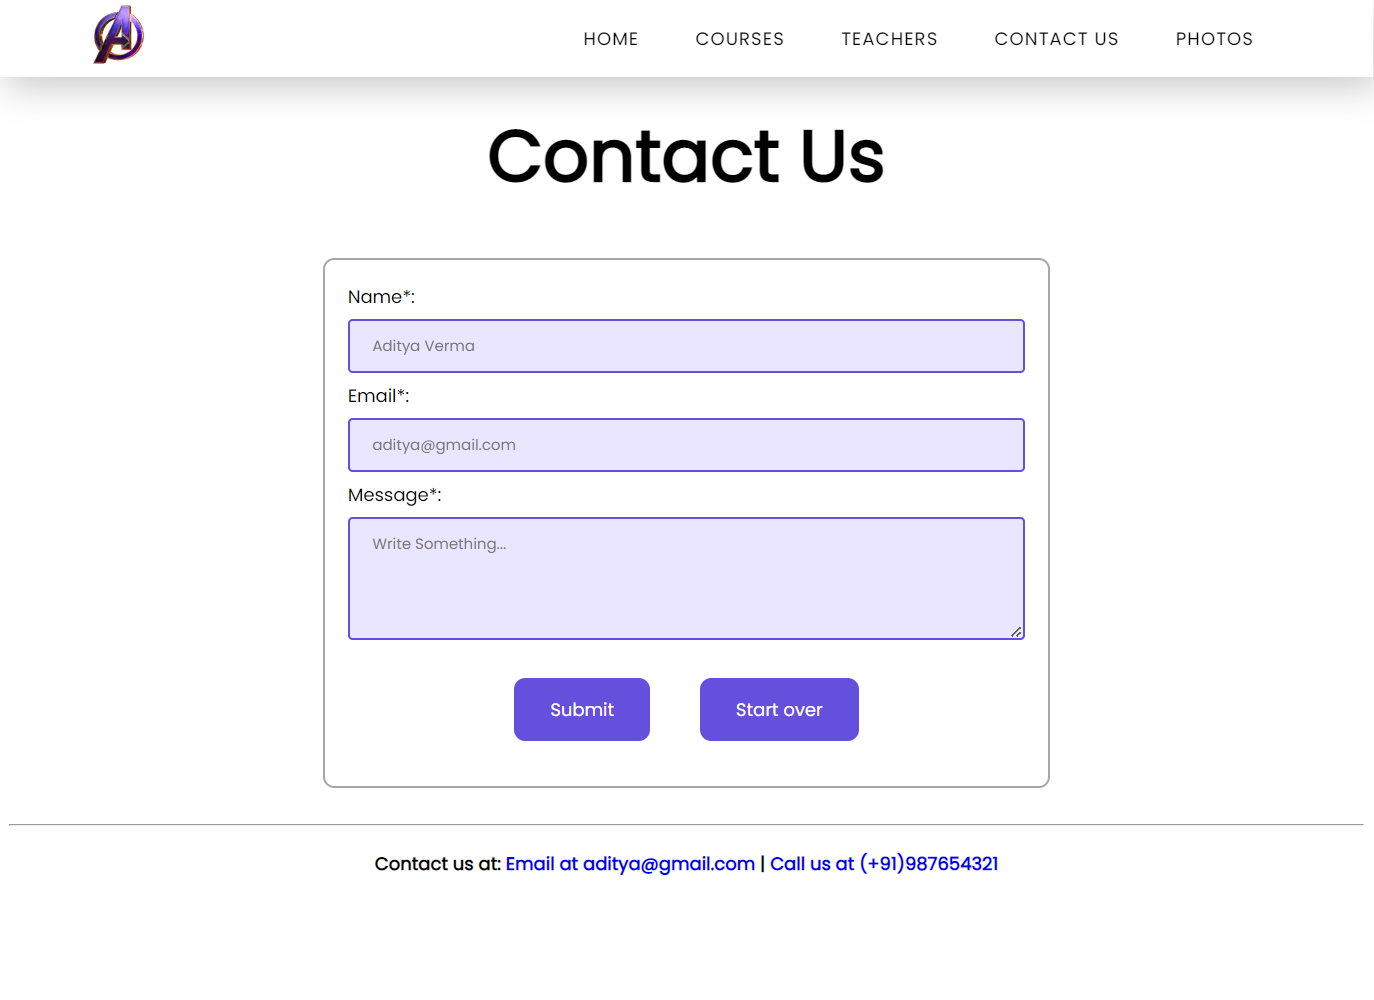 HOME COURSES TEACHERS CONTACT US PHOTOS
Contact Us
Name*:
Aditya Verma
Email*:
aditya@gmail.com
Message*:
Write Something...
Submit Start over
Contact us at: Email at aditya@gmail.com | Call us at (+91)987654321